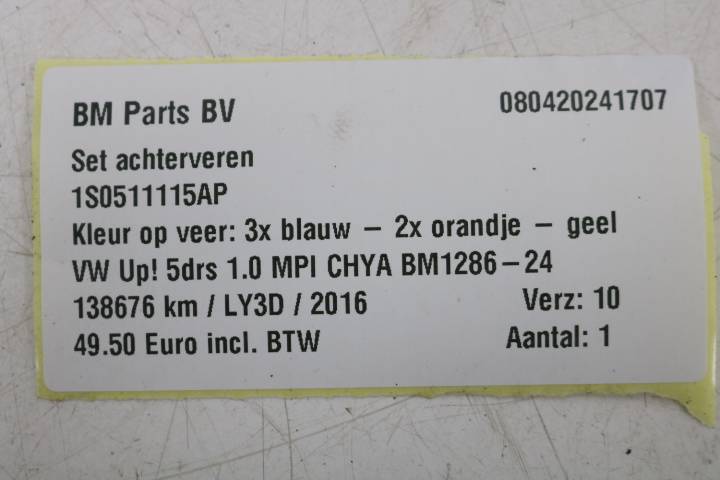 BM Parts BV 080420241707
Set achterveren
1S0511115AP
Kleur op veer: 3x blauw – 2x orandje – geel
VW Up! 5drs 1.0 MPI CHYA BM1286–24
138676 km / LY3D / 2016 Verz: 10
49.50 Euro incl. BTW Aantal: 1